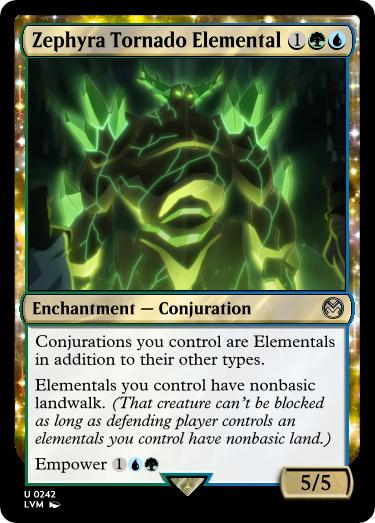 Zephyra Tornado Elemental 1
Enchantment — Conjuration
Conjurations you control are Elementals
in addition to their other types.
Elementals you control have nonbasic
landwalk. (That creature can't be blocked
as long as defending player controls an
elementals you control have nonbasic land.)
Empower 1
5/5
U 0242
LVM